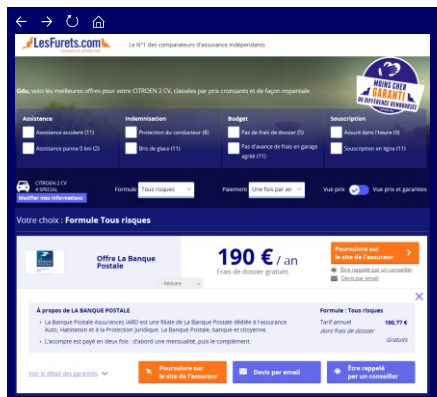 LesFurets.com
Le N°1 des comparateurs d'assurance indépendants
MOINS CHER
GARANTI
OU DIFFÉRENCE REMBOURSÉE
Gdu, voici les meilleures offres pour votre CITROEN 2 CV, classées par prix croissants et de façon impartiale.
Assistance
Indemnisation
Budget
Souscription
Assistance accident (11)
Protection du conducteur (8)
Pas de frais de dossier (5)
Assuré dans l'heure (9)
Assistance panne 0 km (2)
Bris de glace (11)
Pas d'avance de frais en garage
agréé (11)
Souscription en ligne (11)
CITROEN 2 CV
4 SPECIAL
Modifier mes informations
Formule Tous risques
Paiement Une fois par an
Vue prix
Vue prix et garanties
Votre choix : Formule Tous risques
Offre La Banque
Postale
190 € / an
Frais de dossier gratuits
Poursuivre sur
le site de l'assureur
Être rappelé par un conseiller
Devis par email
- Réduire
À propos de LA BANQUE POSTALE
La Banque Postale Assurances IARD est une filiale de La Banque Postale dédiée à l'assurance
Auto, Habitation et à la Protection Juridique. La Banque Postale, banque et citoyenne.
L'acompte est payé en deux fois : d'abord une mensualité, puis le complément.
Formule : Tous risques
Tarif annuel 190,77 €
dont frais de dossier Gratuits
Voir le détail des garanties
Poursuivre sur
le site de l'assureur
Devis par email
Être rappelé
par un conseiller